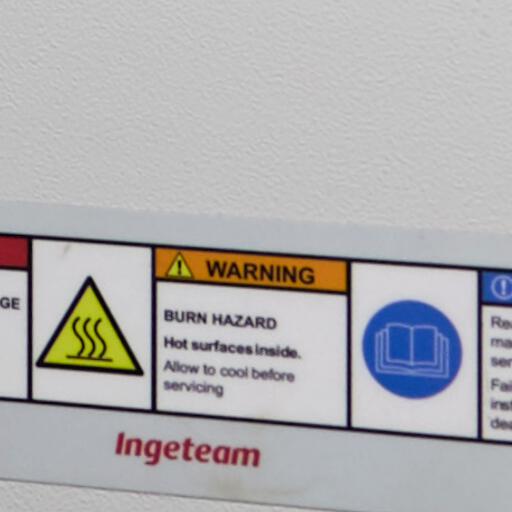 GE
WARNING
BURN HAZARD
Hot surfaces inside.
Allow to cool before
servicing
Ingeteam